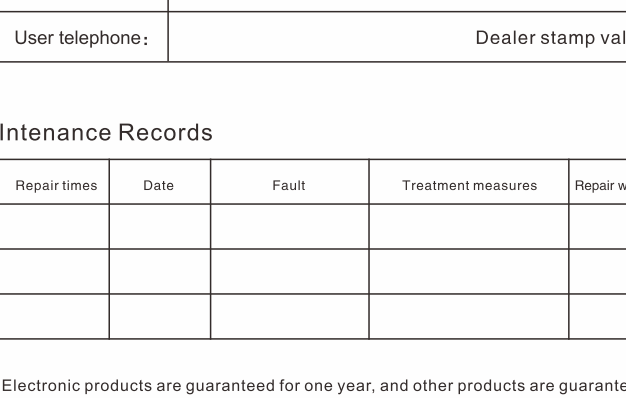 User telephone： Dealer stamp val
Intenance Records
Repair times Date Fault Treatment measures Repair w
Electronic products are guaranteed for one year, and other products are guarante